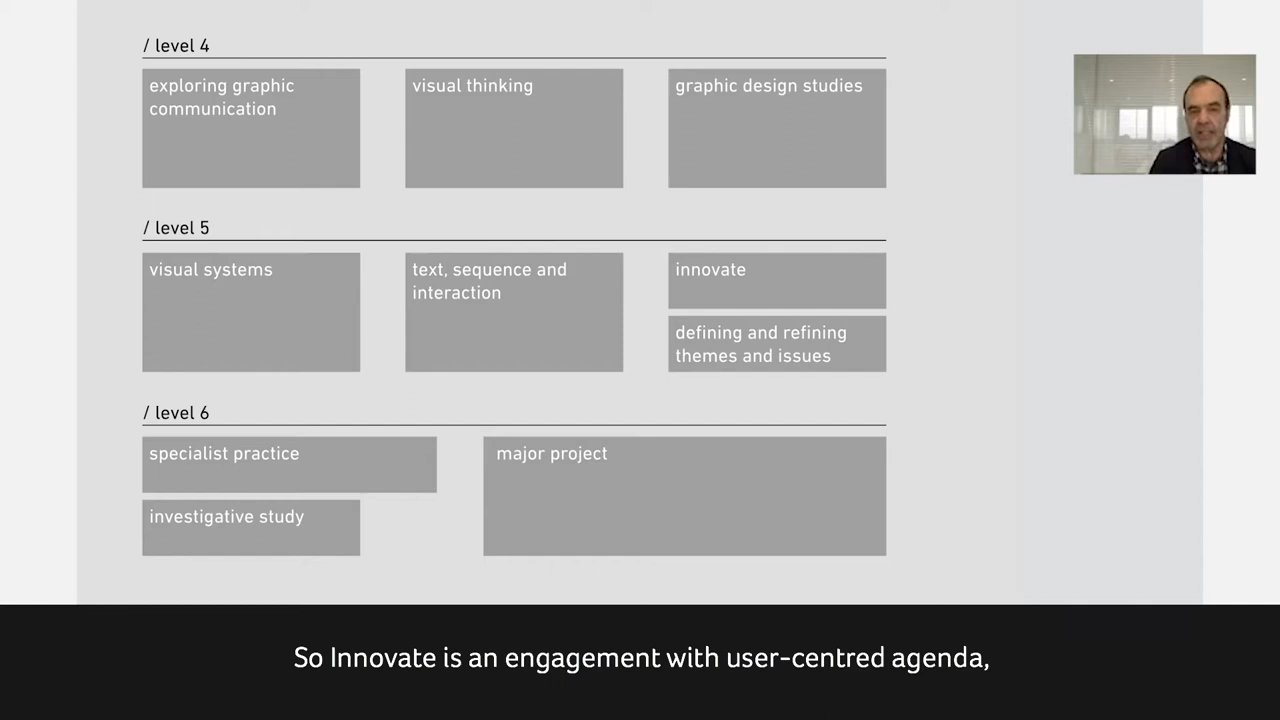 / level 4
exploring graphic
communication
visual thinking
graphic design studies
/ level 5
visual systems
text, sequence and
interaction
innovate
defining and refining
themes and issues
/ level 6
specialist practice
investigative study
major project
So Innovate is an engagement with user-centred agenda,